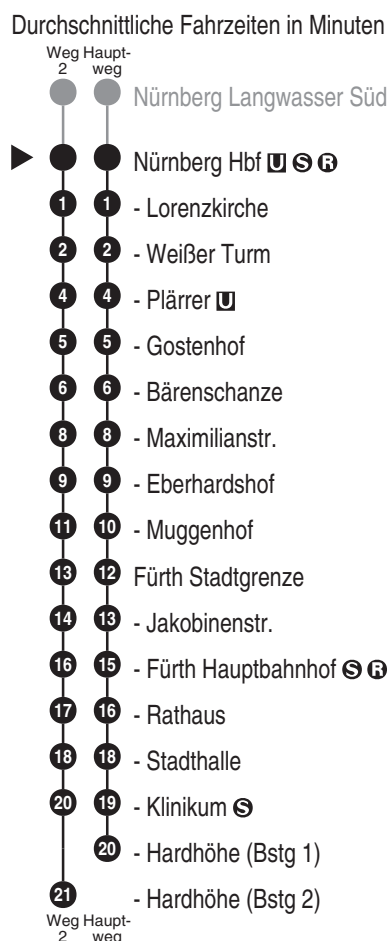 Durchschnittliche Fahrzeiten in Minuten
Weg Haupt-
2 weg
Nürnberg Langwasser Süd
Nürnberg Hbf U S R
1 1 - Lorenzkirche
2 2 - Weißer Turm
4 4 - Plärrer U
5 5 - Gostenhof
6 6 - Bärenschanze
8 8 - Maximilianstr.
9 9 - Eberhardshof
11 10 - Muggenhof
13 12 Fürth Stadtgrenze
14 13 - Jakobinenstr.
16 15 - Fürth Hauptbahnhof S R
17 16 - Rathaus
18 18 - Stadthalle
20 19 - Klinikum S
20 - Hardhöhe (Bstg 1)
21 - Hardhöhe (Bstg 2)
Weg Haupt-
2 weg